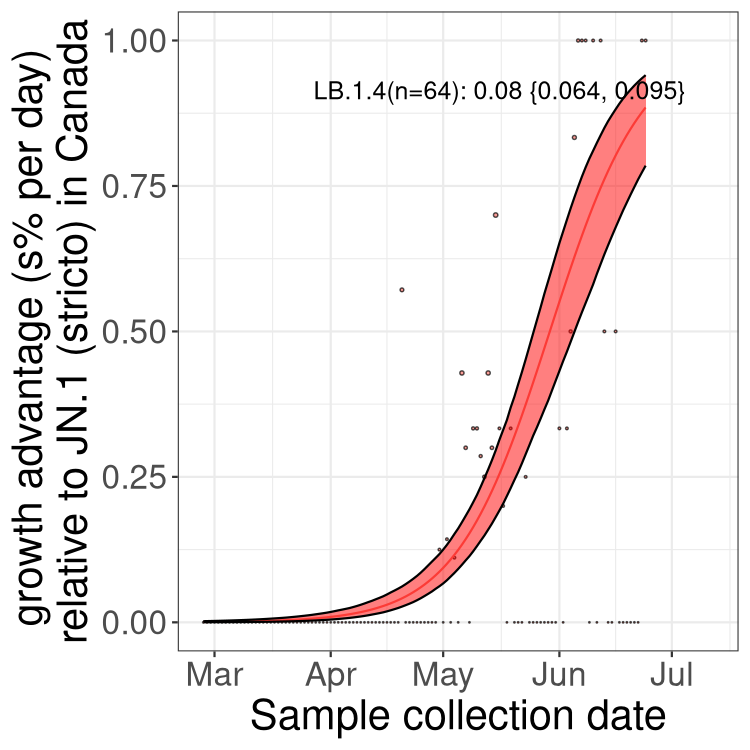 growth advantage (s% per day)
relative to JN.1 (stricto) in Canada
1.00
0.75
0.50
0.25
0.00
LB.1.4(n=64): 0.08 {0.064, 0.095}
Mar Apr May Jun Jul
Sample collection date